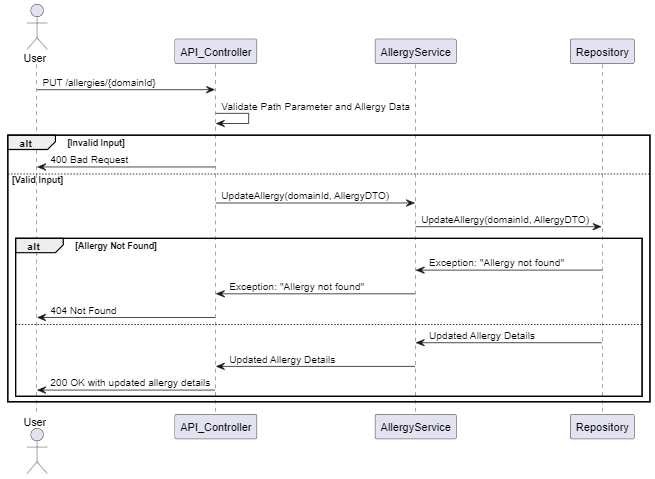 User
API_Controller
AllergyService
Repository
PUT /allergies/{domainId}
Validate Path Parameter and Allergy Data
alt
[Invalid Input]
400 Bad Request
[Valid Input]
UpdateAllergy(domainId, AllergyDTO)
UpdateAllergy(domainId, AllergyDTO)
alt
[Allergy Not Found]
Exception: "Allergy not found"
Exception: "Allergy not found"
404 Not Found
Updated Allergy Details
Updated Allergy Details
200 OK with updated allergy details
User
API_Controller
AllergyService
Repository